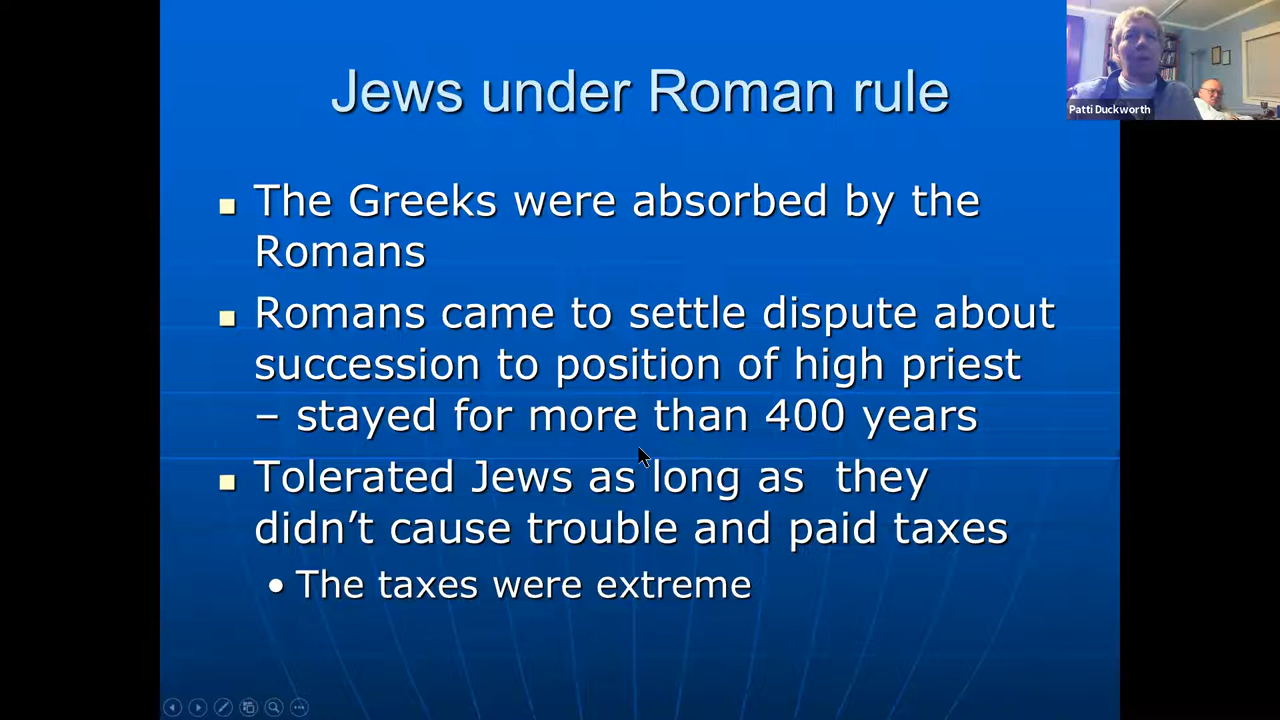 Jews under Roman rule
Patti Duckworth
The Greeks were absorbed by the
Romans
Romans came to settle dispute about
succession to position of high priest
– stayed for more than 400 years
Tolerated Jews as long as  they
didn’t cause trouble and paid taxes
• The taxes were extreme